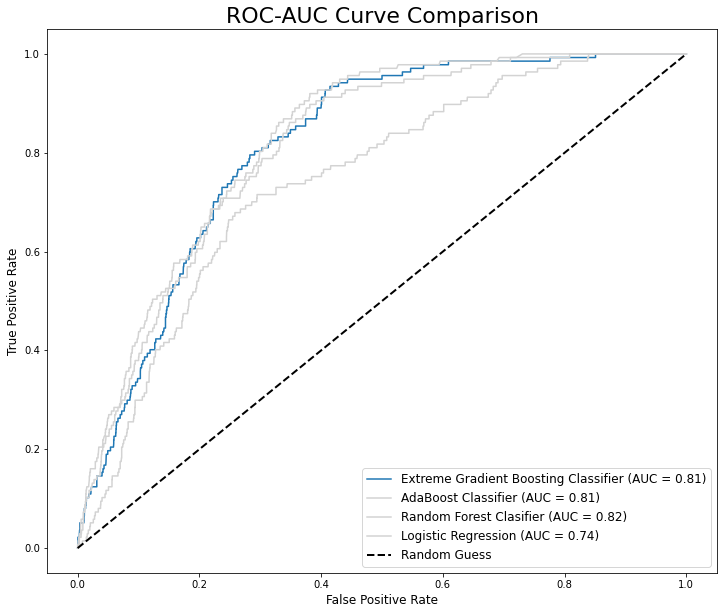 ROC-AUC Curve Comparison
1.0
0.8
0.6
0.4
0.2
0.0
True Positive Rate
Extreme Gradient Boosting Classifier (AUC = 0.81)
AdaBoost Classifier (AUC = 0.81)
Random Forest Clasifier (AUC = 0.82)
Logistic Regression (AUC = 0.74)
Random Guess
0.0 0.2 0.4 0.6 0.8 1.0
False Positive Rate